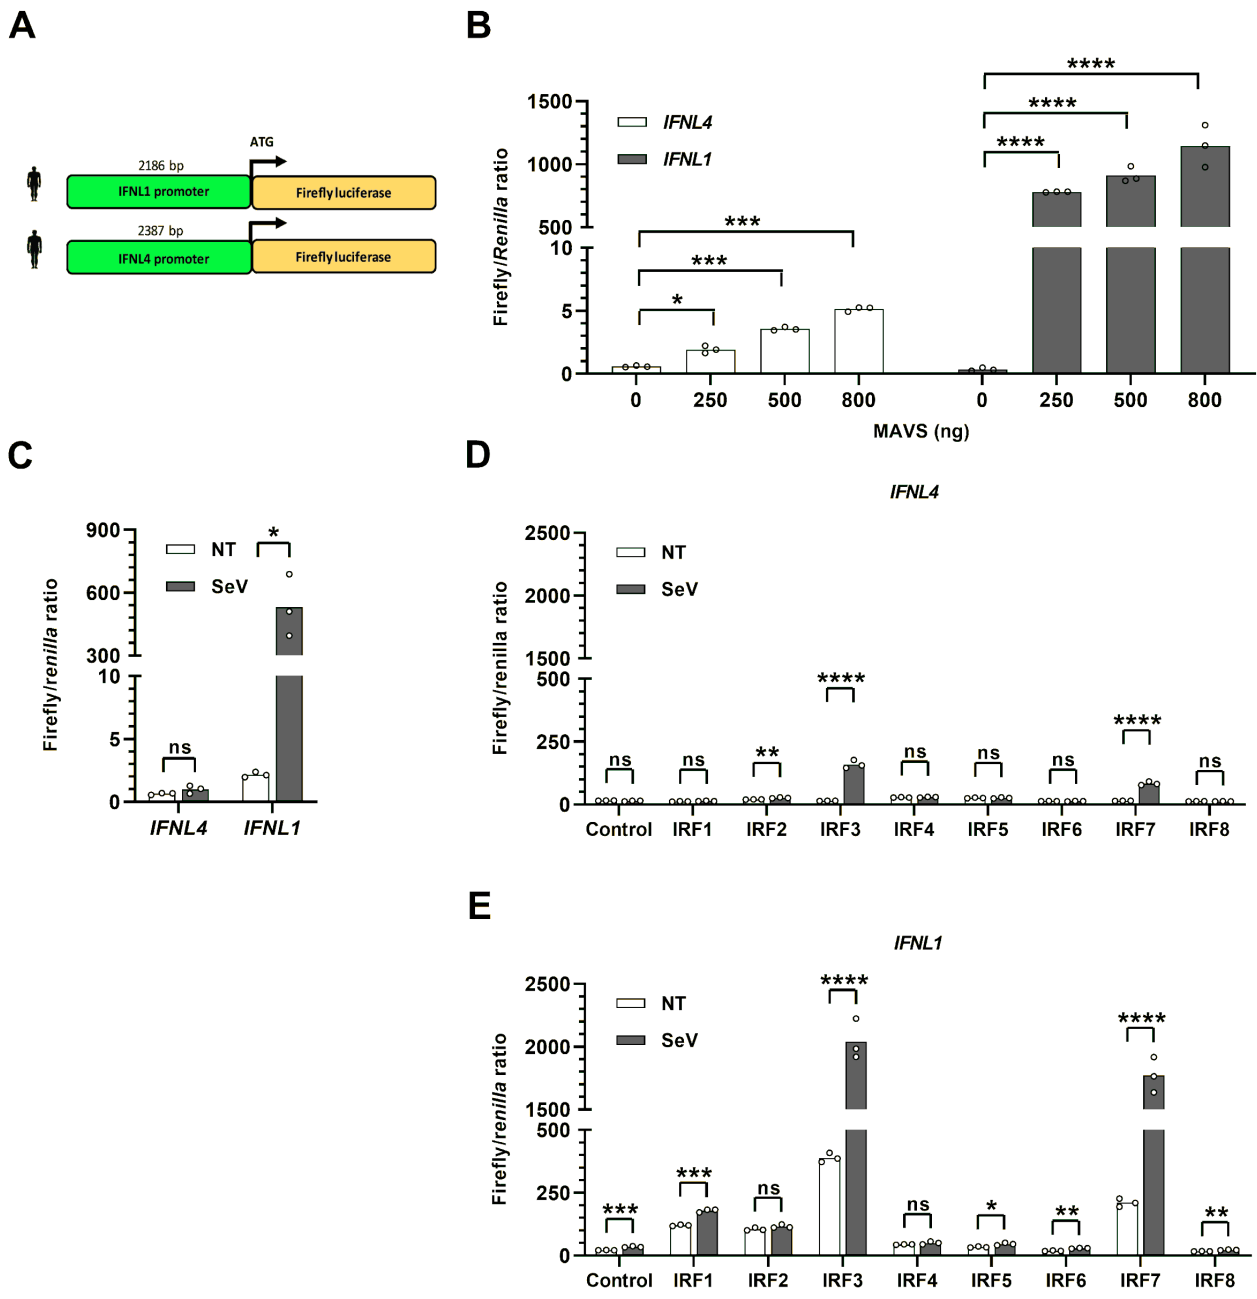 A
ATG
2186 bp
IFNL1 promoter
Firefly luciferase
2387 bp
IFNL4 promoter
Firefly luciferase
B
Firefly/Renilla ratio
1500
1000
500
10
5
0
IFNL4
IFNL1
*
***
***
****
****
****
0 250 500 800 0 250 500 800
MAVS (ng)
C
Firefly/renilla ratio
900
600
300
10
5
0
NT
SeV
ns
*
IFNL4 IFNL1
D
IFNL4
Firefly/renilla ratio
2500
2000
1500
500
250
0
NT
SeV
ns ns ** **** ns ns ns **** ns
Control IRF1 IRF2 IRF3 IRF4 IRF5 IRF6 IRF7 IRF8
E
IFNL1
Firefly/renilla ratio
2500
2000
1500
500
250
0
NT
SeV
*** *** ns **** ns * ** **** **
Control IRF1 IRF2 IRF3 IRF4 IRF5 IRF6 IRF7 IRF8